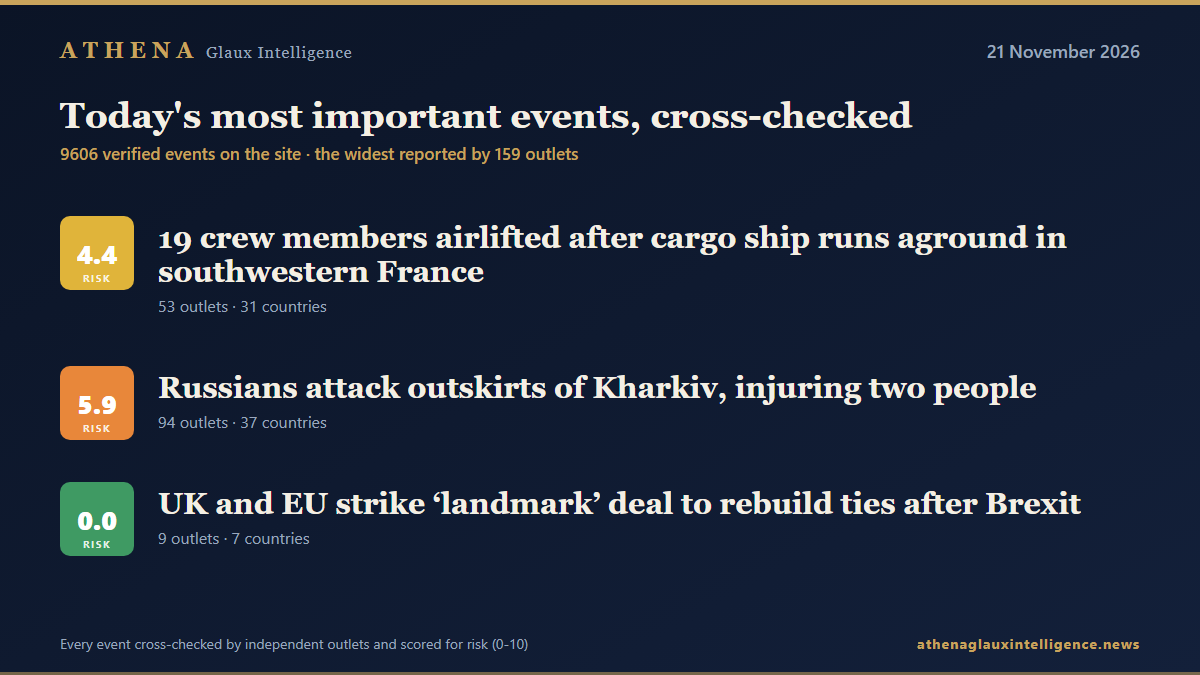 ATHENA Glaux Intelligence
21 November 2026
Today's most important events, cross-checked
9606 verified events on the site · the widest reported by 159 outlets
4.4
RISK
19 crew members airlifted after cargo ship runs aground in
southwestern France
53 outlets · 31 countries
5.9
RISK
Russians attack outskirts of Kharkiv, injuring two people
94 outlets · 37 countries
0.0
RISK
UK and EU strike ‘landmark’ deal to rebuild ties after Brexit
9 outlets · 7 countries
Every event cross-checked by independent outlets and scored for risk (0-10)
athenaglauxintelligence.news